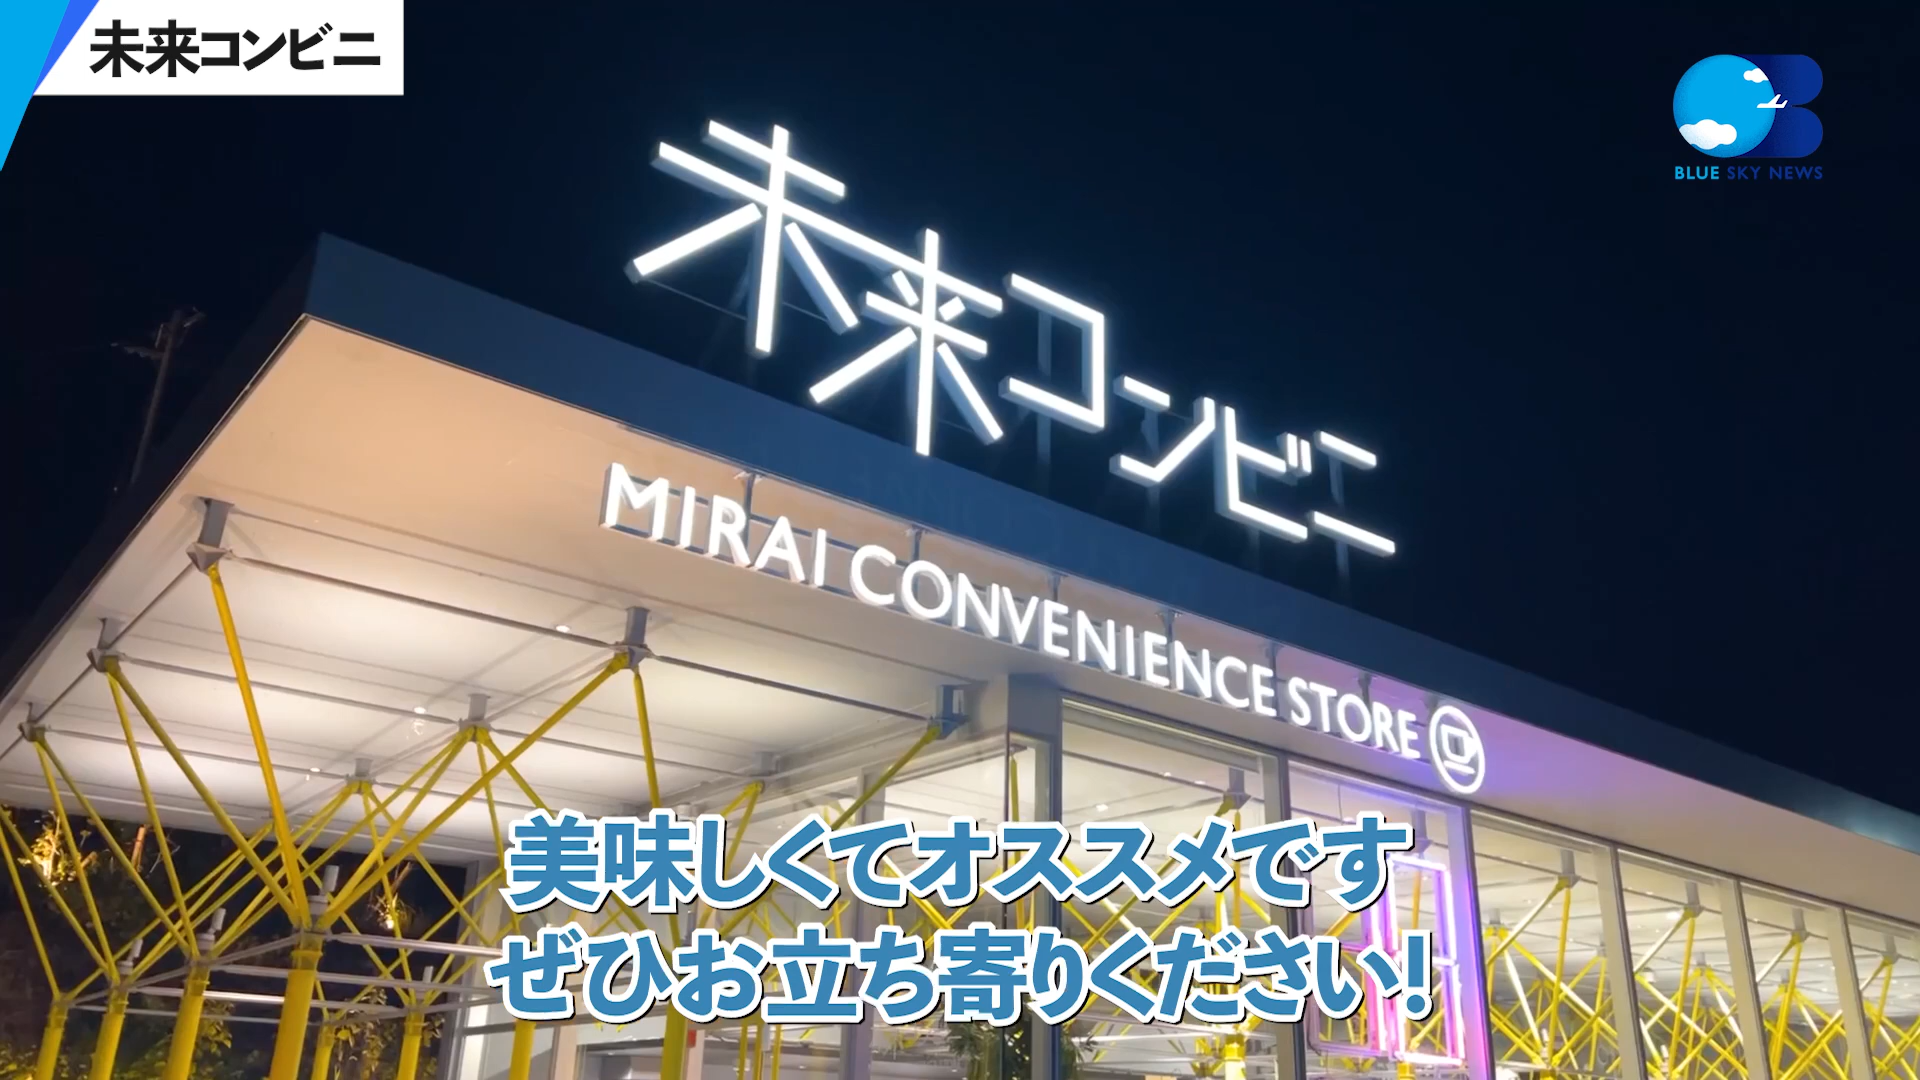 未来コンビニ
BLUE SKY NEWS
未来コンビニ
MIRAI CONVENIENCE STORE
美味しくてオススメです
ぜひお立ち寄りください!